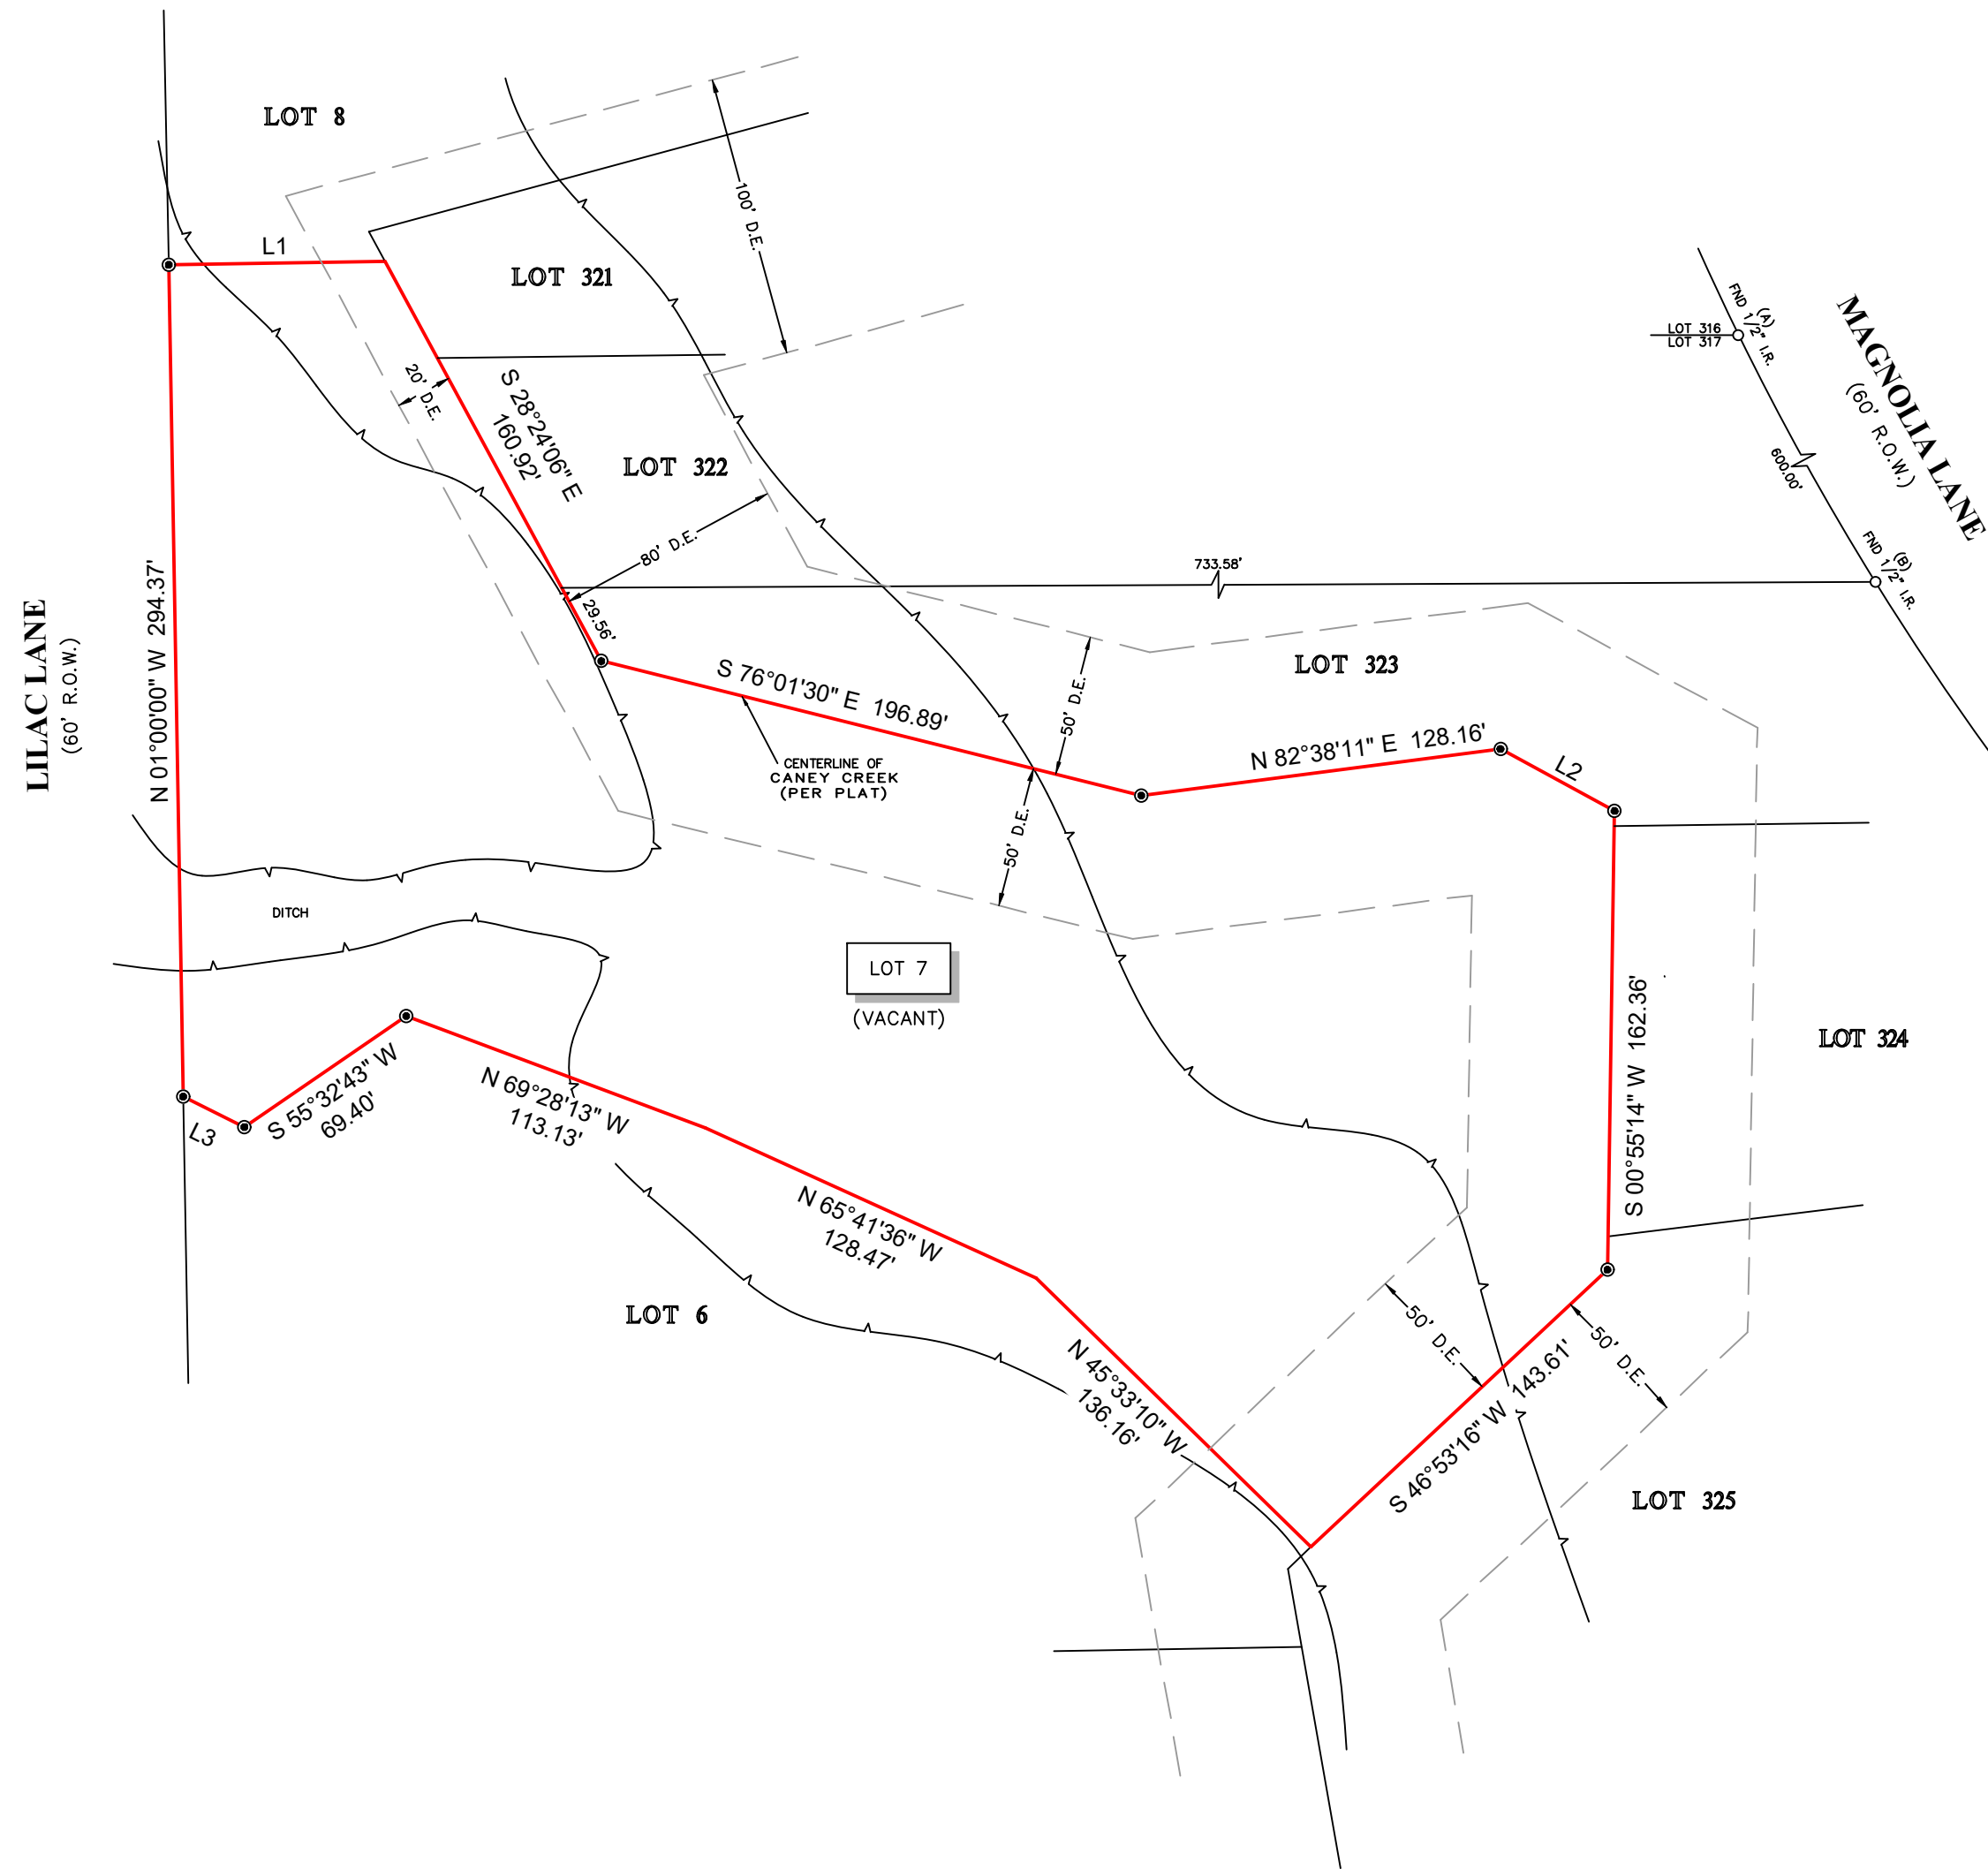 LOT 8
100' D.E.
L1
LOT 321
FND 1/2" I.R.
(A)
LOT 316
LOT 317
MAGNOLIA LANE
(60' R.O.W.)
20' D.E.
S 28°24'06" E
160.92'
LOT 322
600.00'
80' D.E.
733.58'
FND 1/2" I.R.
(B)
29.56'
LILAC LANE
(60' R.O.W.)
N 01°00'00" W 294.37'
S 76°01'30" E 196.89'
50' D.E.
LOT 323
N 82°38'11" E 128.16'
L2
CENTERLINE OF
CANEY CREEK
(PER PLAT)
50' D.E.
DITCH
LOT 7
(VACANT)
S 00°55'14" W 162.36'
LOT 324
L3
S 55°32'43" W
69.40'
N 69°28'13" W
113.13'
N 65°41'36" W
128.47'
LOT 6
N 45°33'10" W
136.16'
50' D.E.
50' D.E.
S 46°53'16" W 143.61'
LOT 325